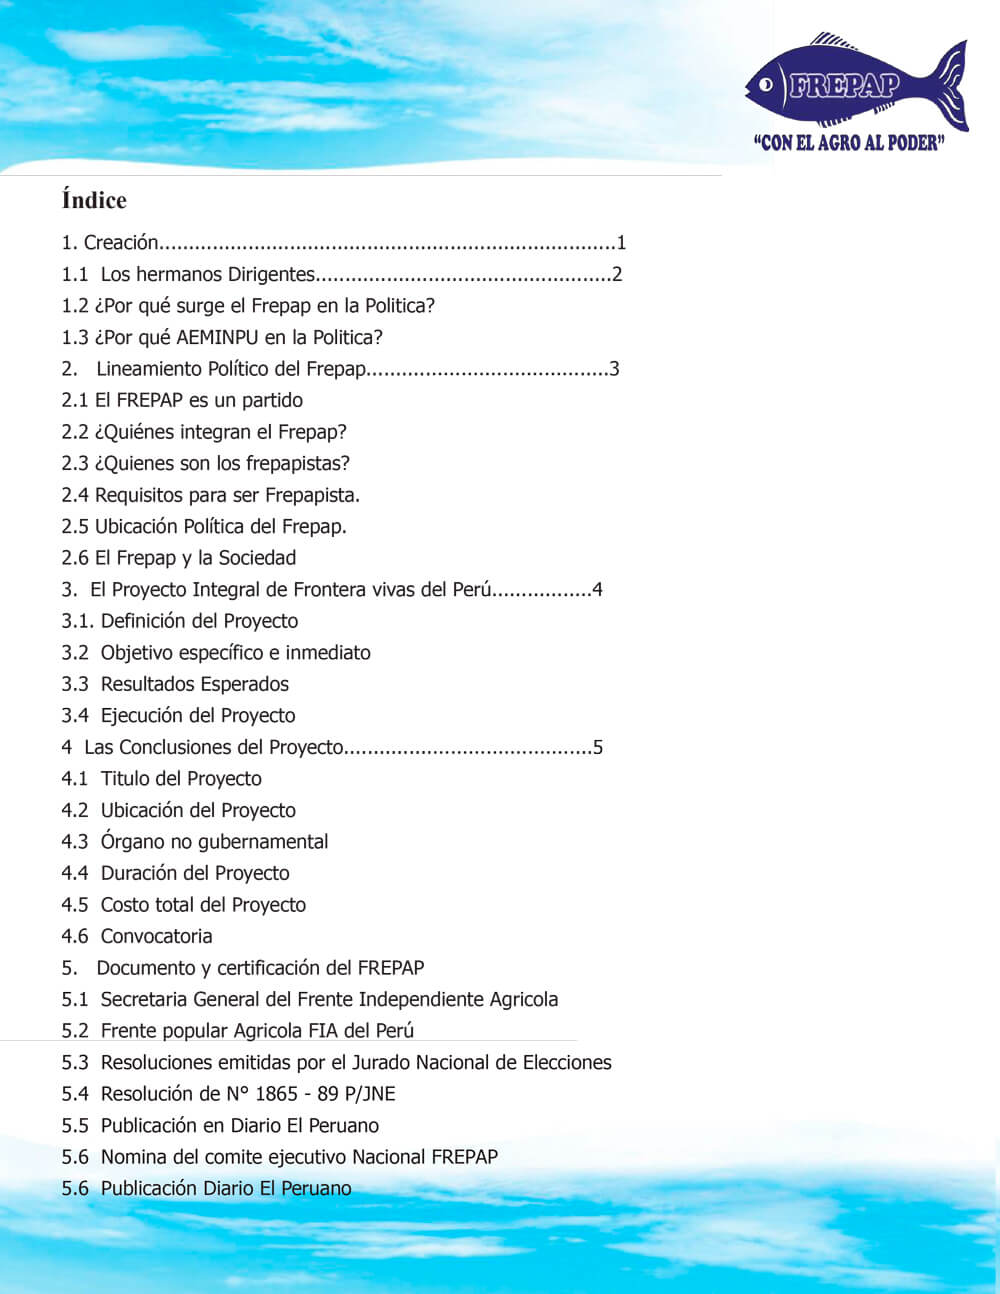 FREPAP
“CON EL AGRO AL PODER”
Índice
1. Creación.............................................................................1
1.1  Los hermanos Dirigentes..................................................2
1.2 ¿Por qué surge el Frepap en la Politica?
1.3 ¿Por qué AEMINPU en la Politica?
2.   Lineamiento Político del Frepap.........................................3
2.1 El FREPAP es un partido
2.2 ¿Quiénes integran el Frepap?
2.3 ¿Quienes son los frepapistas?
2.4 Requisitos para ser Frepapista.
2.5 Ubicación Política del Frepap.
2.6 El Frepap y la Sociedad
3.  El Proyecto Integral de Frontera vivas del Perú.................4
3.1. Definición del Proyecto
3.2  Objetivo específico e inmediato
3.3  Resultados Esperados
3.4  Ejecución del Proyecto
4  Las Conclusiones del Proyecto..........................................5
4.1  Titulo del Proyecto
4.2  Ubicación del Proyecto
4.3  Órgano no gubernamental
4.4  Duración del Proyecto
4.5  Costo total del Proyecto
4.6  Convocatoria
5.   Documento y certificación del FREPAP
5.1  Secretaria General del Frente Independiente Agricola
5.2  Frente popular Agricola FIA del Perú
5.3  Resoluciones emitidas por el Jurado Nacional de Elecciones
5.4  Resolución de N° 1865 - 89 P/JNE
5.5  Publicación en Diario El Peruano
5.6  Nomina del comite ejecutivo Nacional FREPAP
5.6  Publicación Diario El Peruano